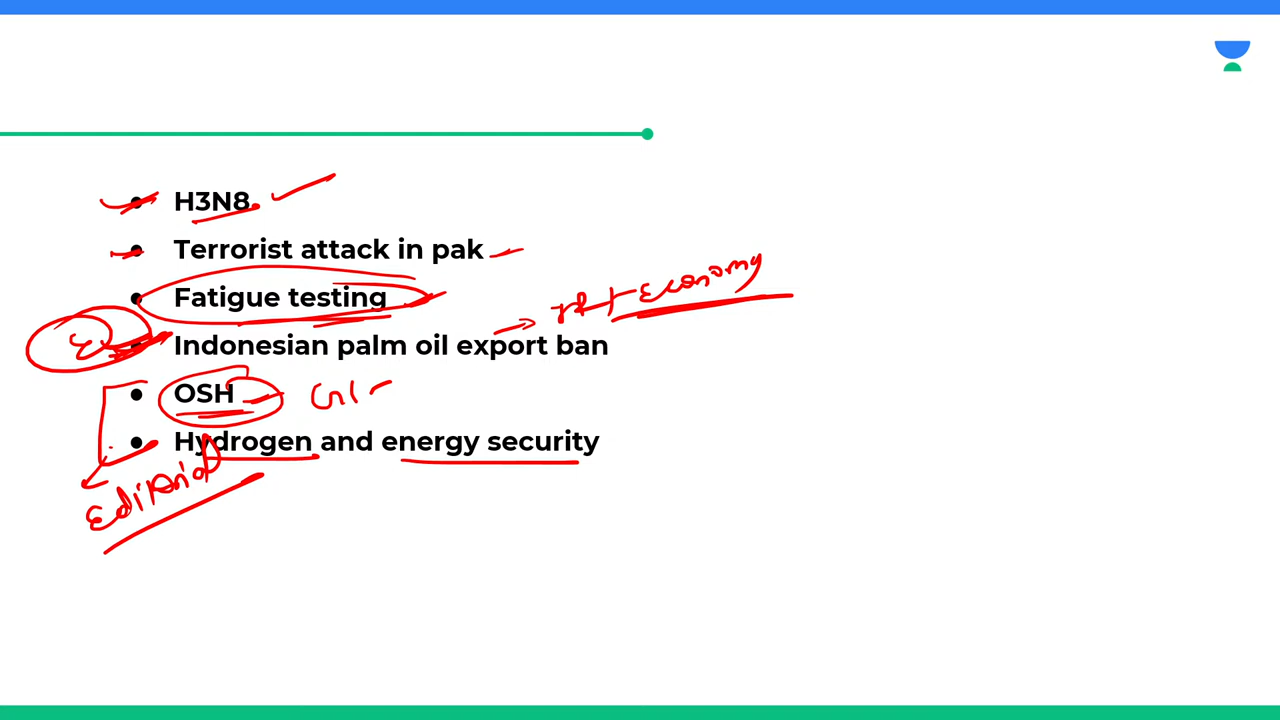 H3N8
Terrorist attack in pak
Fatigue testing
Economy
Indonesian palm oil export ban
OSH
Hydrogen and energy security
Editorial